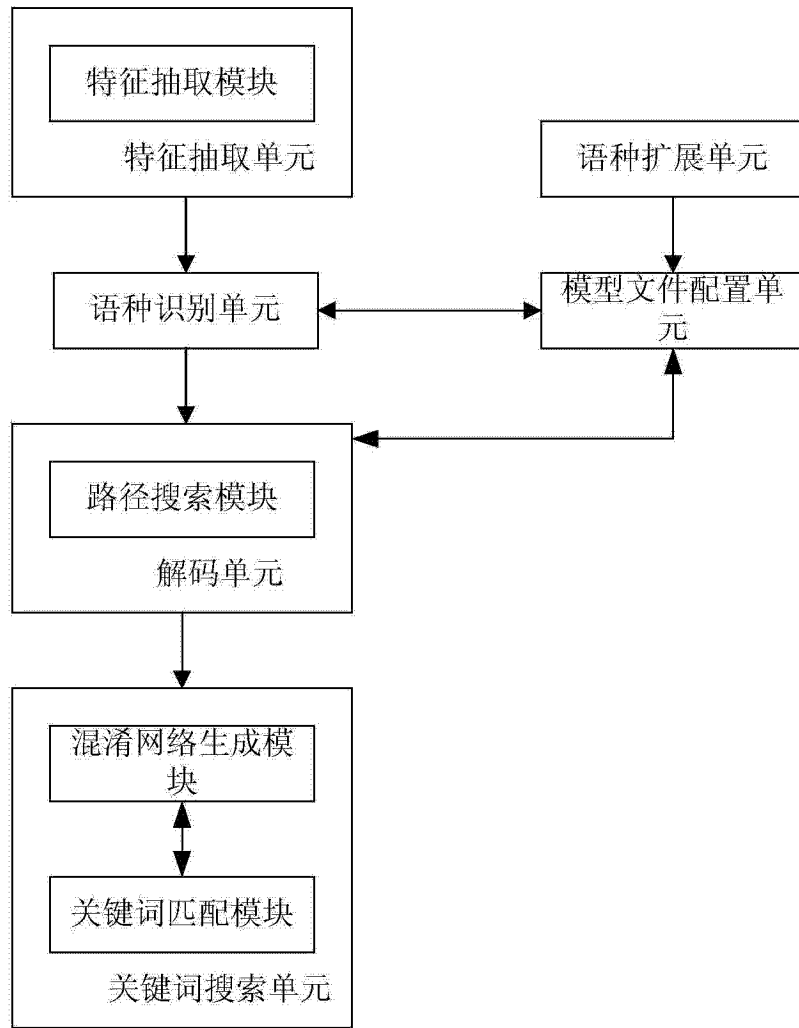 特征抽取模块
特征抽取单元
语种扩展单元
语种识别单元
模型文件配置单
元
路径搜索模块
解码单元
混淆网络生成模
块
关键词匹配模块
关键词搜索单元